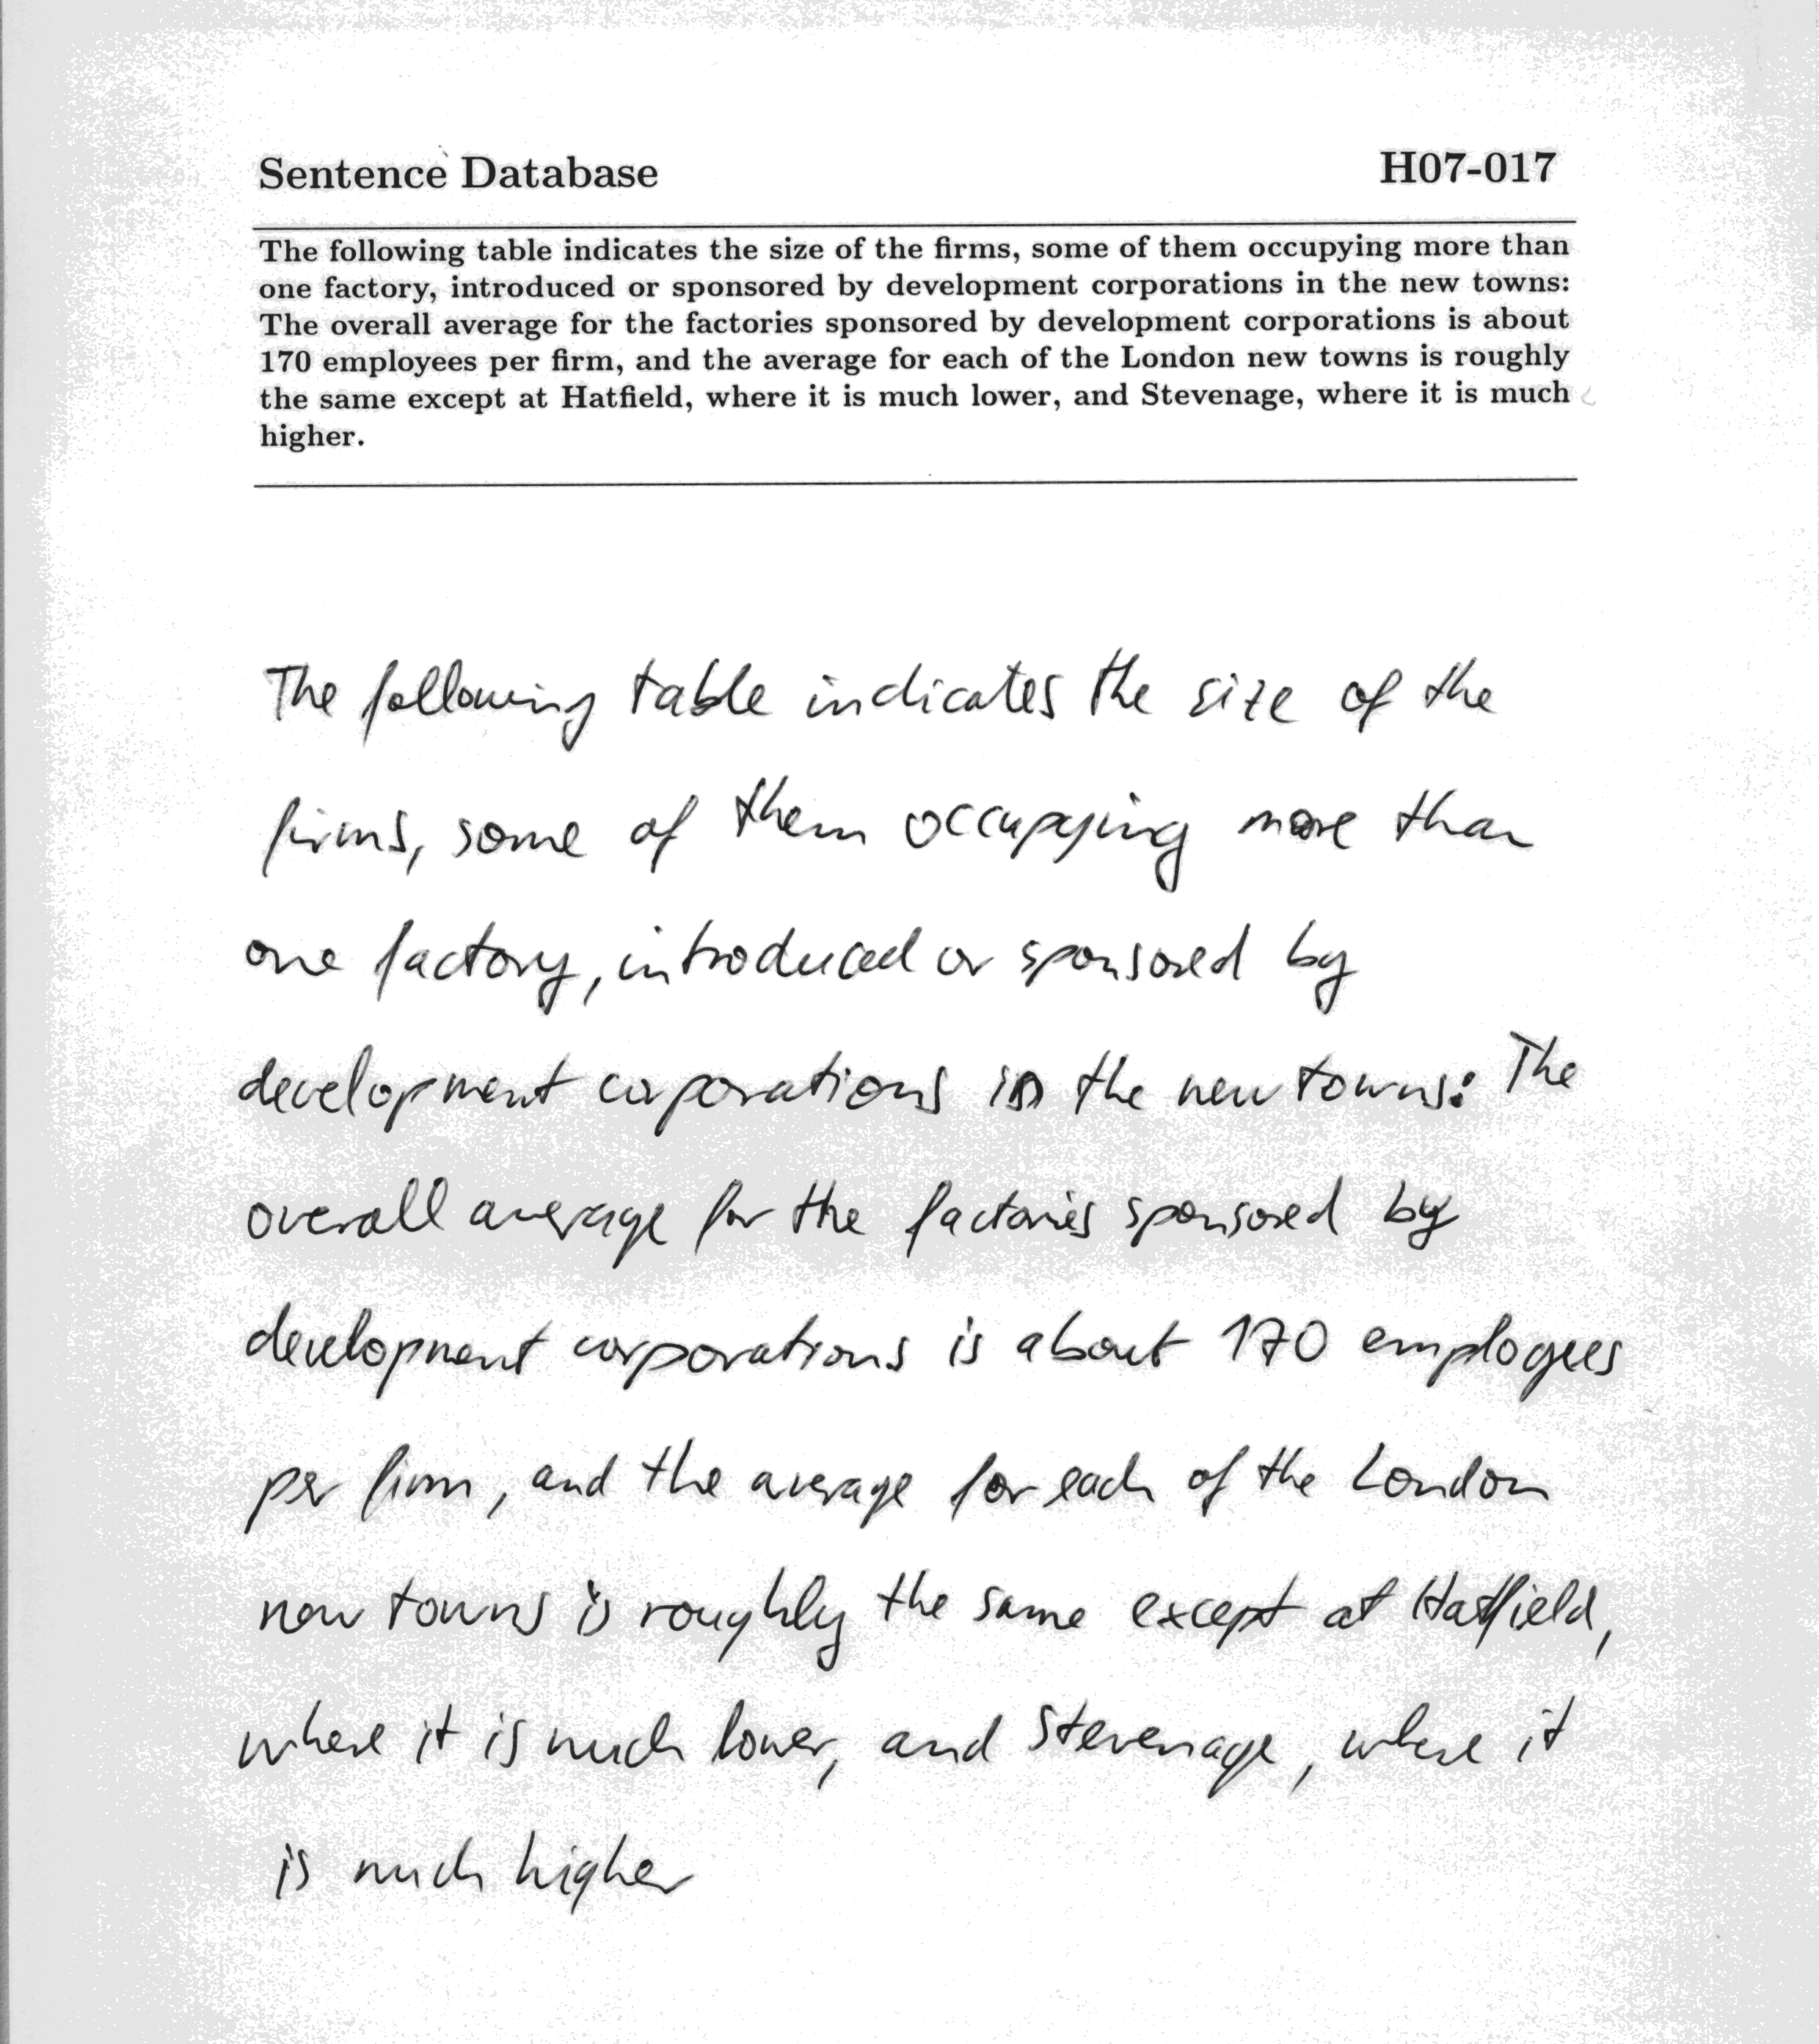 Sentence Database H07-017
The following table indicates the size of the firms, some of them occupying more than
one factory, introduced or sponsored by development corporations in the new towns:
The overall average for the factories sponsored by development corporations is about
170 employees per firm, and the average for each of the London new towns is roughly
the same except at Hatfield, where it is much lower, and Stevenage, where it is much
higher.
The following table indicates the size of the
firms, some of them occupying more than
one factory, introduced or sponsored by
development corporations in the new towns: The
overall average for the factories sponsored by
development corporations is about 170 employees
per firm, and the average for each of the London
new towns is roughly the same except at Hatfield,
where it is much lower, and Stevenage, where it
is much higher